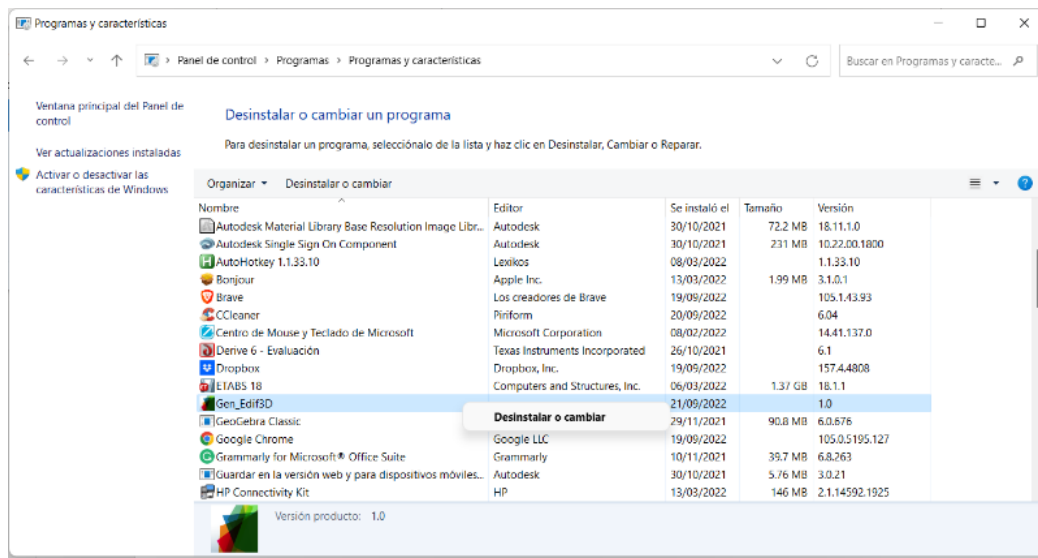 Programas y características
Panel de control > Programas > Programas y características
Buscar en Programas y caracte...
Ventana principal del Panel de
control
Ver actualizaciones instaladas
Activar o desactivar las
características de Windows
Desinstalar o cambiar un programa
Para desinstalar un programa, selecciónalo de la lista y haz clic en Desinstalar, Cambiar o Reparar.
Organizar Desinstalar o cambiar
Nombre Editor Se instaló el Tamaño Versión
Autodesk Material Library Base Resolution Image Libr... Autodesk 30/10/2021 72.2 MB 18.11.1.0
Autodesk Single Sign On Component Autodesk 30/10/2021 231 MB 10.22.00.1800
AutoHotkey 1.1.33.10 Lexikos 08/03/2022 1.1.33.10
Bonjour Apple Inc. 13/03/2022 1.99 MB 3.1.0.1
Brave Los creadores de Brave 19/09/2022 105.1.43.93
CCleaner Piriform 20/09/2022 6.04
Centro de Mouse y Teclado de Microsoft Microsoft Corporation 08/02/2022 14.41.137.0
Derive 6 - Evaluación Texas Instruments Incorporated 26/10/2021 6.1
Dropbox Dropbox, Inc. 19/09/2022 157.4.4808
ETABS 18 Computers and Structures, Inc. 06/03/2022 1.37 GB 18.1.1
Gen_Edif3D 21/09/2022 1.0
Desinstalar o cambiar
GeoGebra Classic 29/11/2021 90.8 MB 6.0.676
Google Chrome Google LLC 19/09/2022 105.0.5195.127
Grammarly for Microsoft® Office Suite Grammarly 10/11/2021 39.7 MB 6.8.263
Guardar en la versión web y para dispositivos móviles... Autodesk 30/10/2021 5.76 MB 3.0.21
HP Connectivity Kit HP 13/03/2022 146 MB 2.1.14592.1925
Versión producto: 1.0